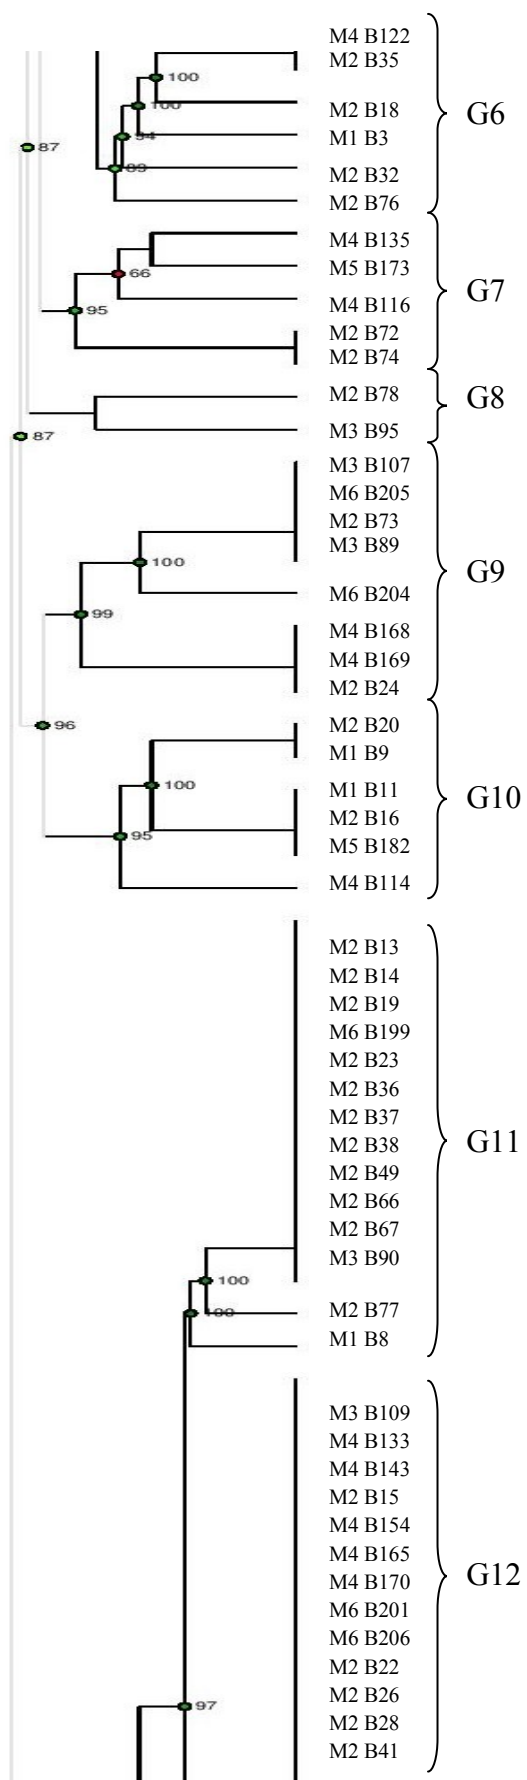 M4 B122
M2 B35
100
M2 B18
100
G6
M1 B3
94
87
M2 B32
89
M2 B76
M4 B135
M5 B173
66
G7
M4 B116
95
M2 B72
M2 B74
M2 B78
G8
M3 B95
87
M3 B107
M6 B205
M2 B73
M3 B89
100
G9
M6 B204
99
M4 B168
M4 B169
M2 B24
M2 B20
96
M1 B9
100
M1 B11
G10
M2 B16
95
M5 B182
M4 B114
M2 B13
M2 B14
M2 B19
M6 B199
M2 B23
M2 B36
M2 B37
G11
M2 B38
M2 B49
M2 B66
M2 B67
M3 B90
100
M2 B77
100
M1 B8
M3 B109
M4 B133
M4 B143
M2 B15
M4 B154
M4 B165
G12
M4 B170
M6 B201
M6 B206
M2 B22
M2 B26
97
M2 B28
M2 B41